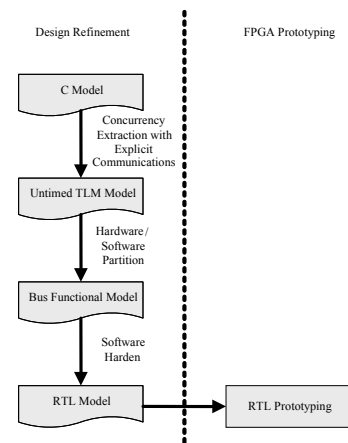 Design Refinement
FPGA Prototyping
C Model
Concurrency
Extraction with
Explicit
Communications
Untimed TLM Model
Hardware/
Software
Partition
Bus Functional Model
Software
Harden
RTL Model
RTL Prototyping